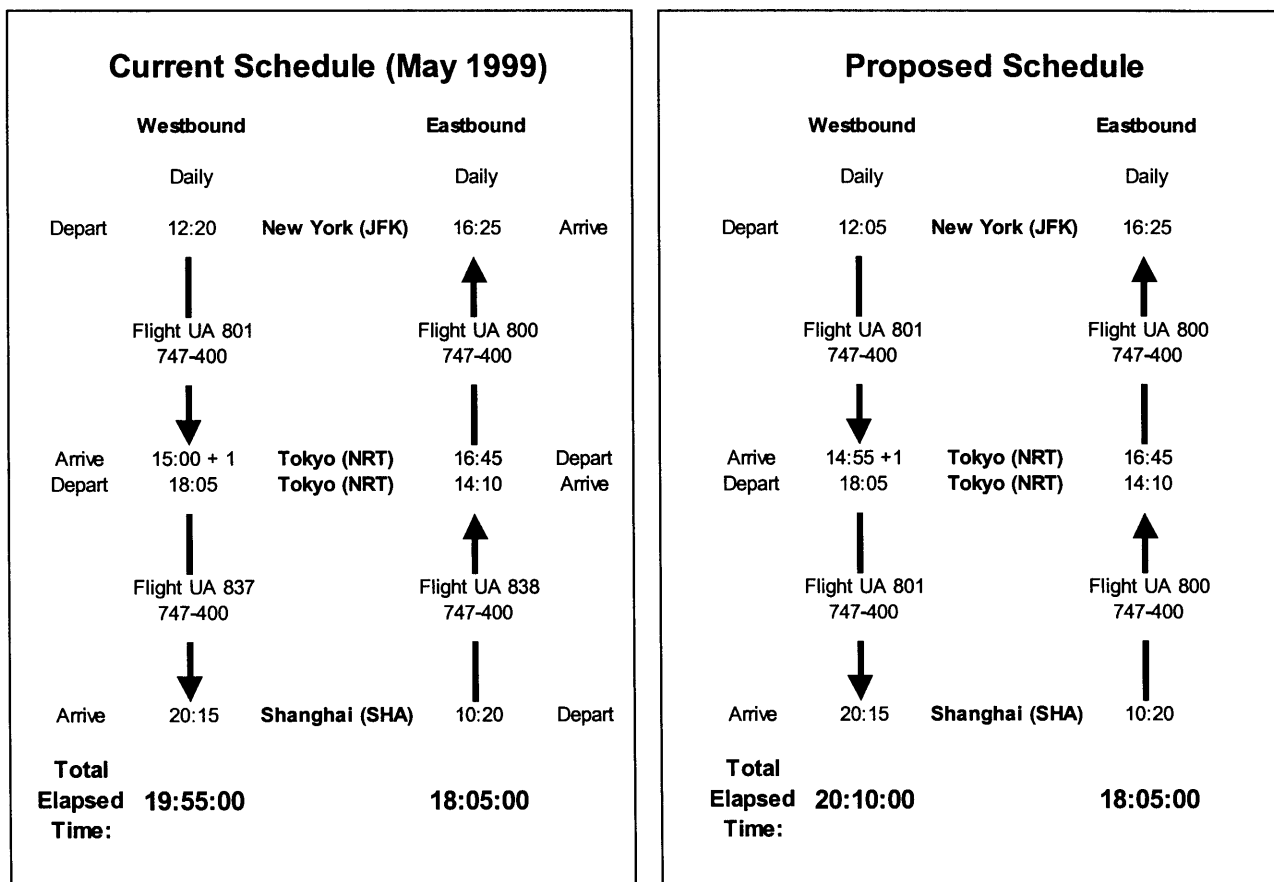 Current Schedule (May 1999)
Westbound Eastbound
Daily Daily
Depart 12:20 New York (JFK) 16:25 Arrive
Flight UA 801 Flight UA 800
747-400 747-400
Arrive 15:00 + 1 Tokyo (NRT) 16:45 Depart
Depart 18:05 Tokyo (NRT) 14:10 Arrive
Flight UA 837 Flight UA 838
747-400 747-400
Arrive 20:15 Shanghai (SHA) 10:20 Depart
Total
Elapsed 19:55:00 18:05:00
Time:
Proposed Schedule
Westbound Eastbound
Daily Daily
Depart 12:05 New York (JFK) 16:25
Flight UA 801 Flight UA 800
747-400 747-400
Arrive 14:55 +1 Tokyo (NRT) 16:45
Depart 18:05 Tokyo (NRT) 14:10
Flight UA 801 Flight UA 800
747-400 747-400
Arrive 20:15 Shanghai (SHA) 10:20
Total
Elapsed 20:10:00 18:05:00
Time: